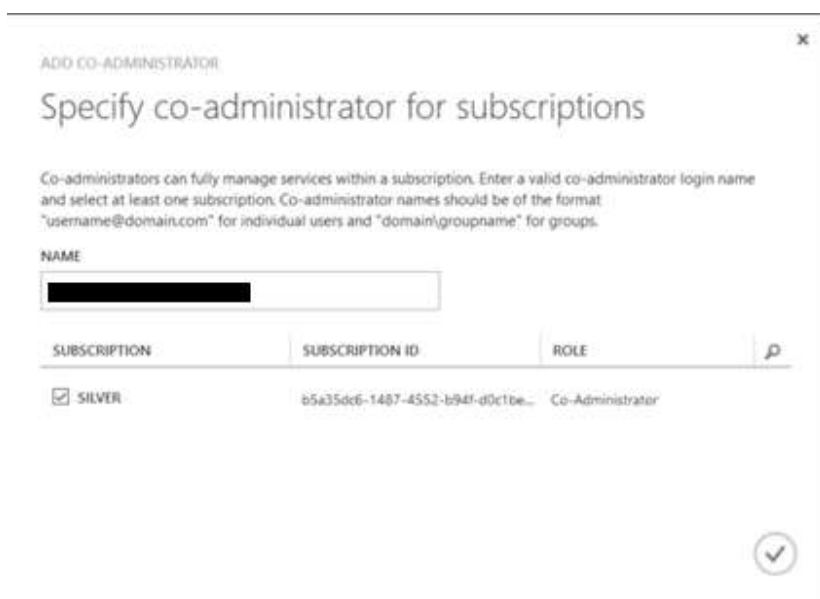 ADD CO-ADMINISTRATOR
Specify co-administrator for subscriptions
Co-administrators can fully manage services within a subscription. Enter a valid co-administrator login name
and select at least one subscription. Co-administrator names should be of the format
"username@domain.com" for individual users and "domain\groupname" for groups.
NAME
SUBSCRIPTION SUBSCRIPTION ID ROLE
SILVER b5a35dc6-1487-4552-b94f-d0c1be... Co-Administrator